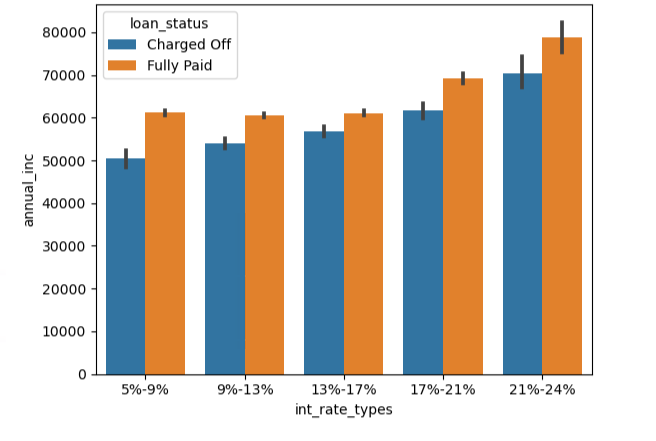 loan_status
Charged Off
Fully Paid
annual_inc
80000
70000
60000
50000
40000
30000
20000
10000
0
5%-9% 9%-13% 13%-17% 17%-21% 21%-24%
int_rate_types